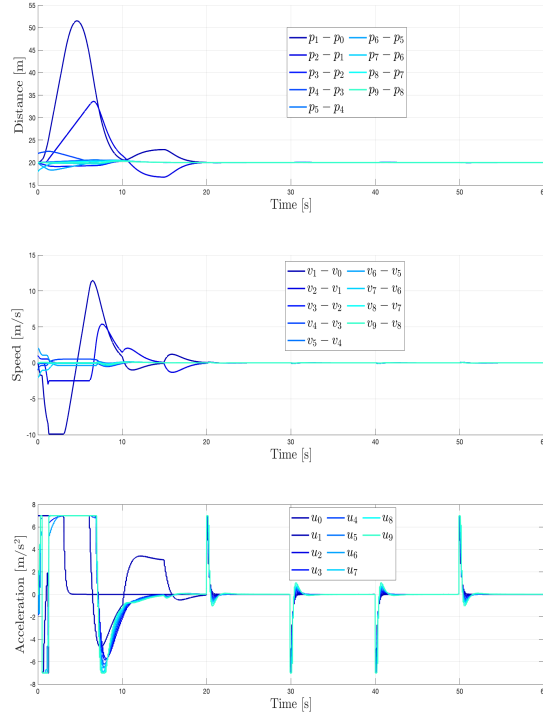 55
50
45
40
35
30
25
20
15
Distance [m]
p1 − p0 p6 − p5
p2 − p1 p7 − p6
p3 − p2 p8 − p7
p4 − p3 p9 − p8
p5 − p4
0 10 20 30 40 50 6
Time [s]
15
10
5
0
-5
-10
Speed [m/s]
v1 − v0 v6 − v5
v2 − v1 v7 − v6
v3 − v2 v8 − v7
v4 − v3 v9 − v8
v5 − v4
0 10 20 30 40 50 6
Time [s]
8
6
4
2
0
-2
-4
-6
-8
Accceleration [m/s²]
u0 u4 u8
u1 u5 u9
u2 u6
u3 u7
0 10 20 30 40 50 6
Time [s]